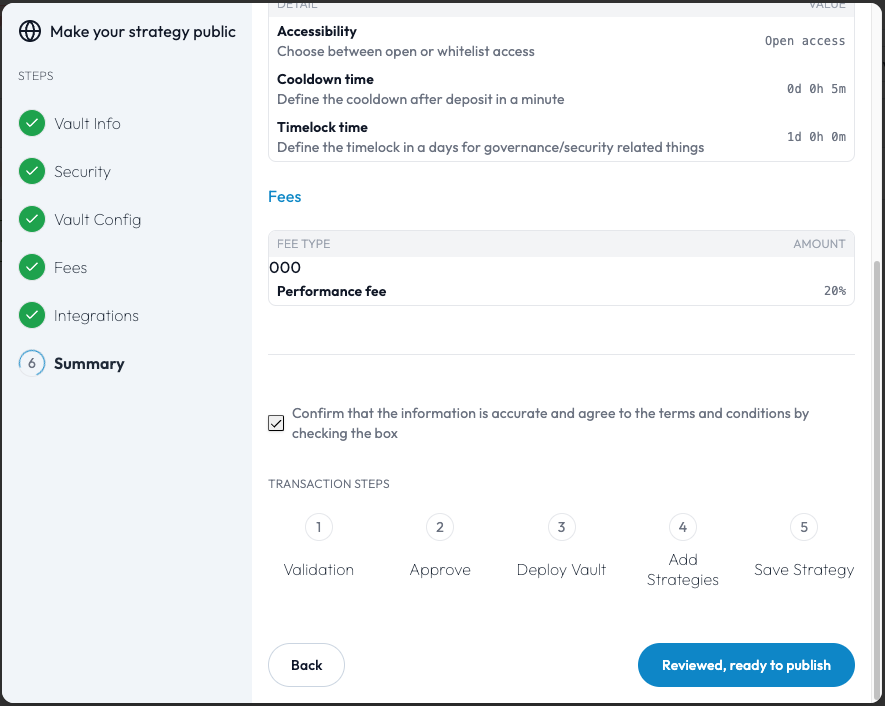 Make your strategy public
STEPS
Vault Info
Security
Vault Config
Fees
Integrations
6 Summary
DETAIL VALUE
Accessibility
Choose between open or whitelist access
Open access
Cooldown time
Define the cooldown after deposit in a minute
0d 0h 5m
Timelock time
Define the timelock in a days for governance/security related things
1d 0h 0m
Fees
FEE TYPE AMOUNT
000
Performance fee 20%
Confirm that the information is accurate and agree to the terms and conditions by
checking the box
TRANSACTION STEPS
1 2 3 4 5
Validation Approve Deploy Vault Add Strategies Save Strategy
Back Reviewed, ready to publish